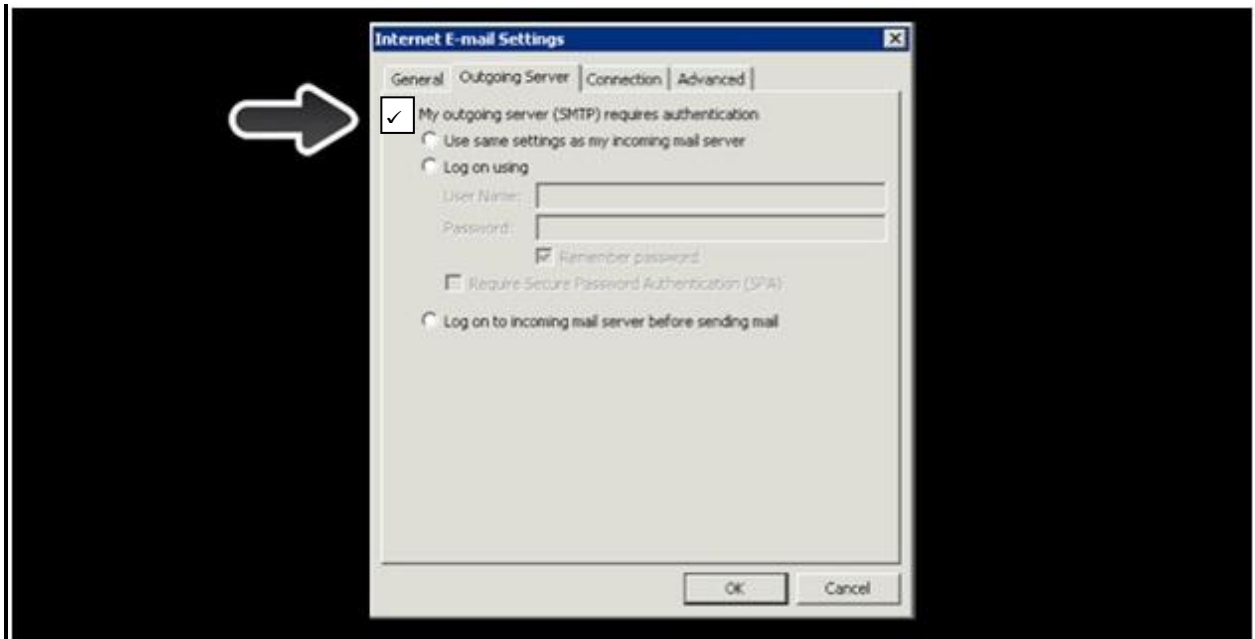 Internet E-mail Settings
General Outgoing Server Connection Advanced
My outgoing server (SMTP) requires authentication
Use same settings as my incoming mail server
Log on using
User Name:
Password:
Remember password
Require Secure Password Authentication (SPA)
Log on to incoming mail server before sending mail
OK Cancel